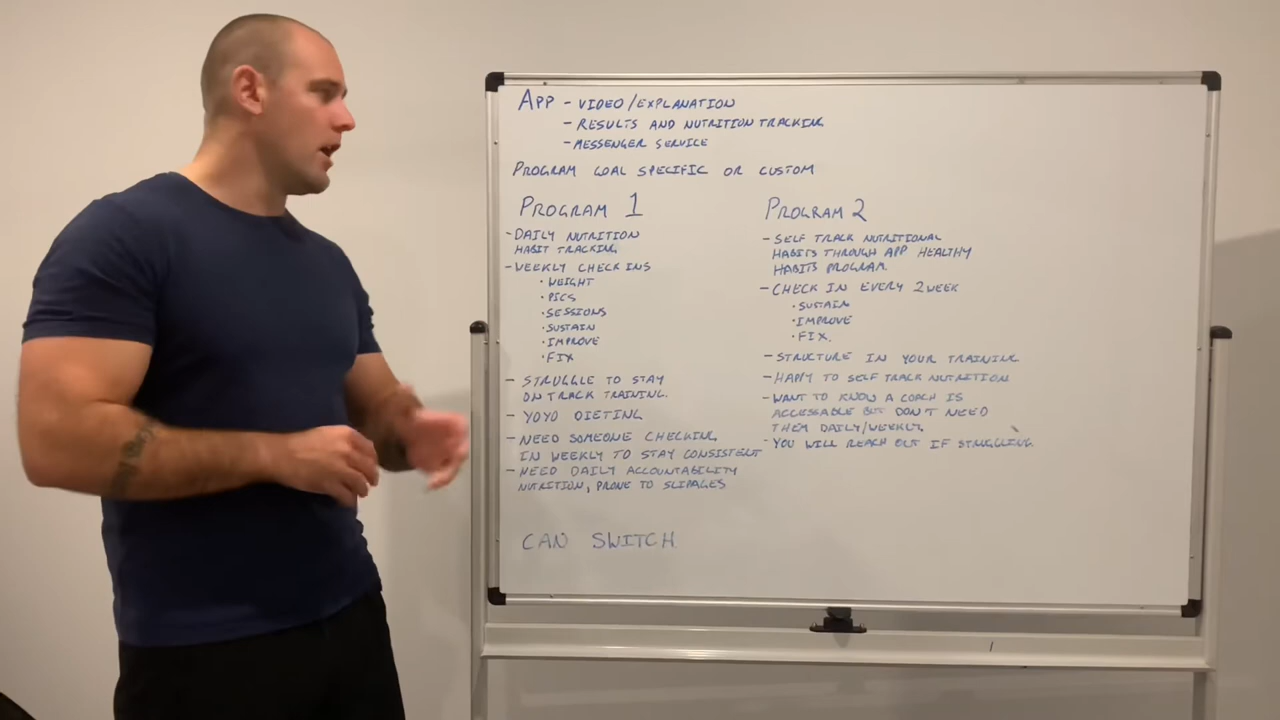 APP - VIDEO/EXPLANATION
- RESULTS AND NUTRITION TRACKING
- MESSENGER SERVICE
PROGRAM GOAL SPECIFIC OR CUSTOM
PROGRAM 1
- DAILY NUTRITION
HABIT TRACKING
- WEEKLY CHECK INS
• WEIGHT
• PICS
• SESSIONS
• SUSTAIN
• IMPROVE
• FIX
- STRUGGLE TO STAY
ON TRACK TRAINING.
- YOYO DIETING
- NEED SOMEONE CHECKING
IN WEEKLY TO STAY CONSISTENT
- NEED DAILY ACCOUNTABILITY
NUTRITION, PRONE TO SLIPAGES
CAN SWITCH
PROGRAM 2
- SELF TRACK NUTRITIONAL
HABITS THROUGH APP HEALTHY
HABITS PROGRAM.
- CHECK IN EVERY 2 WEEK
• SUSTAIN
• IMPROVE
• FIX.
- STRUCTURE IN YOUR TRAINING
- HAPPY TO SELF TRACK NUTRITION
- WANT TO KNOW A COACH IS
ACCESSABLE BUT DON'T NEED
THEM DAILY/WEEKLY.
- YOU WILL REACH OUT IF STRUGGLING.